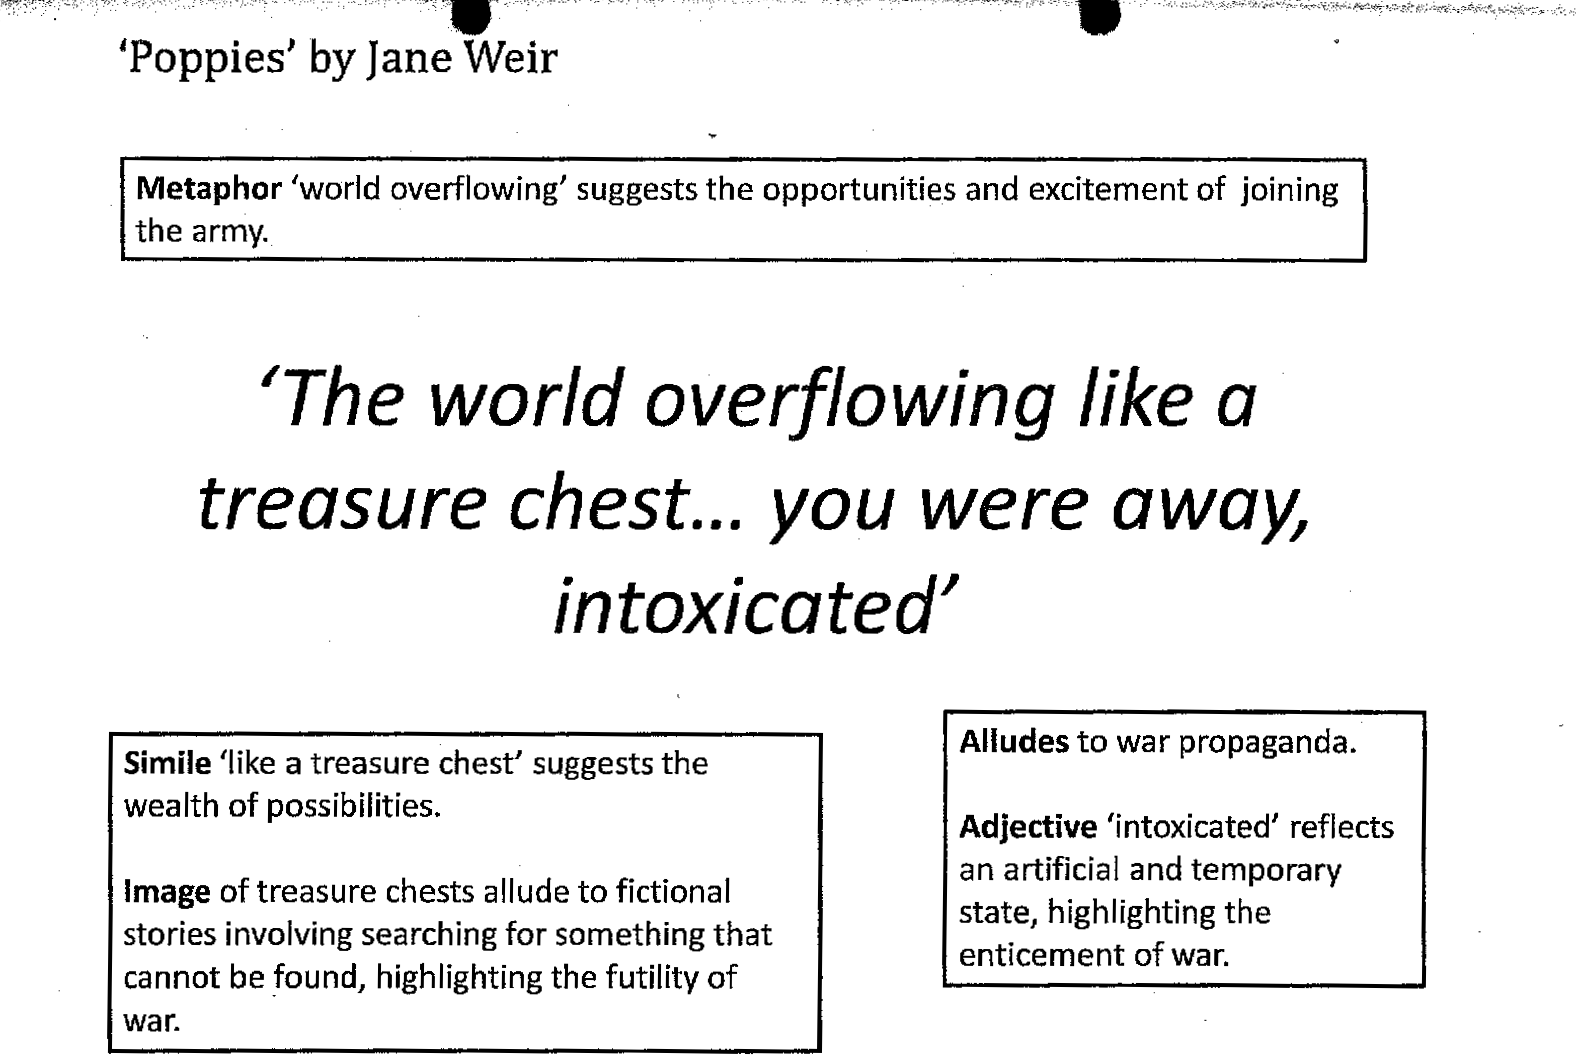 ‘Poppies’ by Jane Weir
Metaphor ‘world overflowing’ suggests the opportunities and excitement of joining
the army.
‘The world overflowing like a
treasure chest... you were away,
intoxicated’
Simile ‘like a treasure chest’ suggests the
wealth of possibilities.
Image of treasure chests allude to fictional
stories involving searching for something that
cannot be found, highlighting the futility of
war.
Alludes to war propaganda.
Adjective ‘intoxicated’ reflects
an artificial and temporary
state, highlighting the
enticement of war.